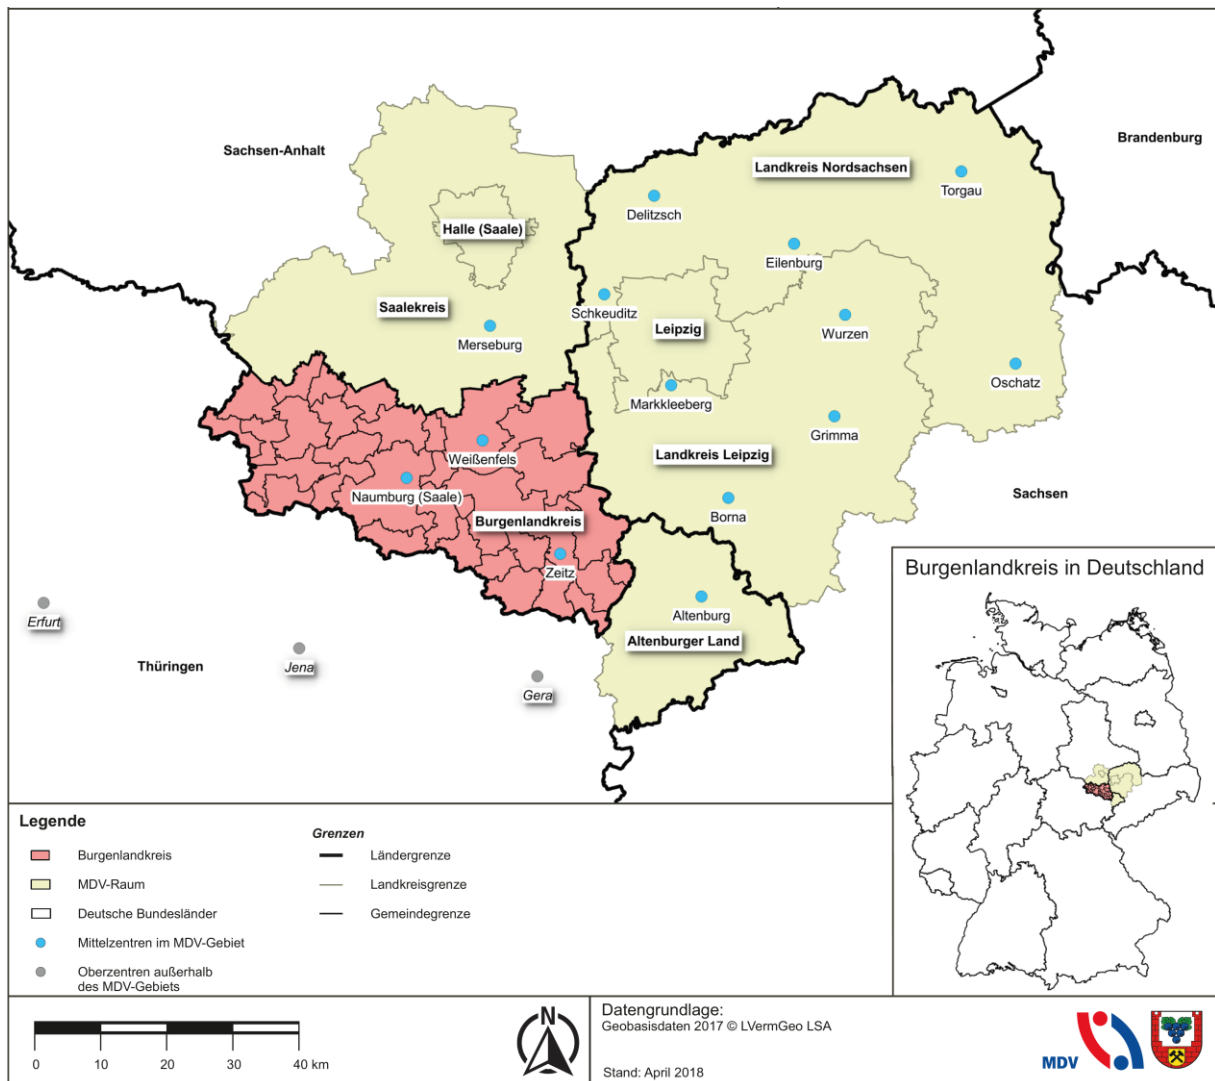 Sachsen-Anhalt
Brandenburg
Landkreis Nordsachsen
Torgau
Delitzsch
Halle (Saale)
Eilenburg
Saalekreis
Schkeuditz
Leipzig
Wurzen
Merseburg
Oschatz
Markkleeberg
Grimma
Weißenfels
Landkreis Leipzig
Naumburg (Saale)
Sachsen
Borna
Burgenlandkreis
Zeitz
Altenburg
Erfurt
Altenburger Land
Thüringen
Jena
Gera
Burgenlandkreis in Deutschland
Legende
Burgenlandkreis
MDV-Raum
Deutsche Bundesländer
Mittelzentren im MDV-Gebiet
Oberzentren außerhalb
des MDV-Gebiets
Grenzen
Ländergrenze
Landkreisgrenze
Gemeindegrenze
0 10 20 30 40 km
N
Datengrundlage:
Geobasisdaten 2017 © LVermGeo LSA
Stand: April 2018
MDV